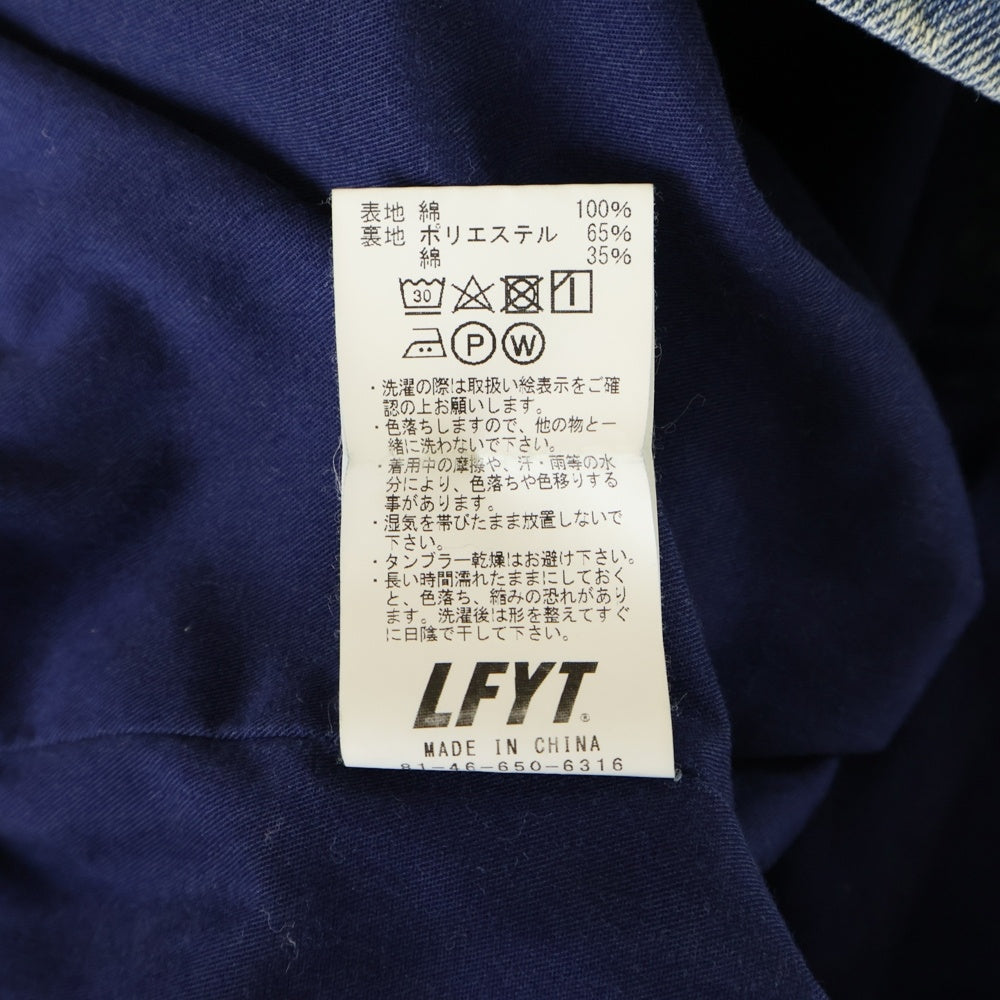 表地 綿 100%
裏地 ポリエステル 65%
綿 35%
30
P W
・洗濯の際は取扱い絵表示をご確
認の上お願いします。
・色落ちしますので、他の物と一
緒に洗わないで下さい。
・着用中の摩擦や、汗・雨等の水
分により、色落ちや色移りする
事があります。
・湿気を帯びたまま放置しないで
下さい。
・タンブラー乾燥はお避け下さい。
・長い時間濡れたままにしておく
と、色落ち、縮みの恐れがあり
ます。洗濯後は形を整えてすぐ
に日陰で干して下さい。
LFYT®
MADE IN CHINA
81-46-650-6316